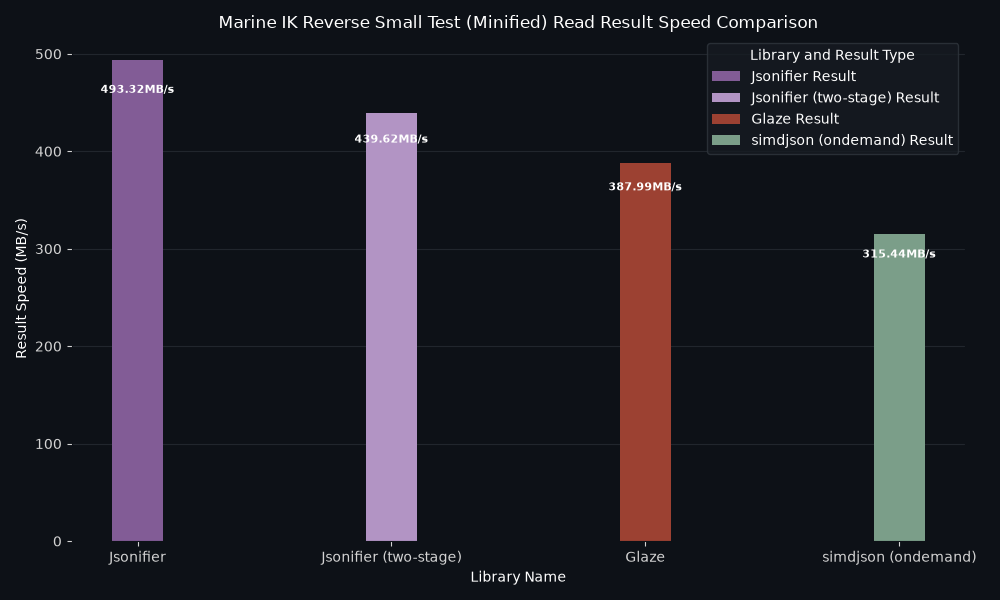 Marine IK Reverse Small Test (Minified) Read Result Speed Comparison
Library and Result Type
Jsonifier Result
Jsonifier (two-stage) Result
Glaze Result
simdjson (ondemand) Result
Result Speed (MB/s)
500
400
300
200
100
0
493.32MB/s
439.62MB/s
387.99MB/s
315.44MB/s
Jsonifier
Jsonifier (two-stage)
Glaze
simdjson (ondemand)
Library Name